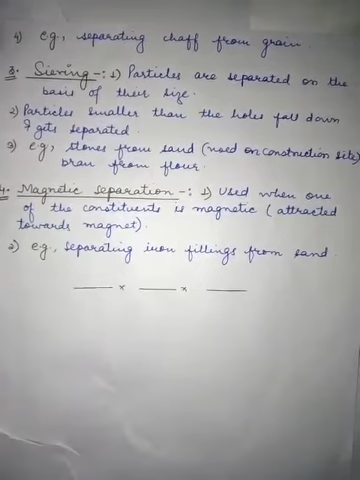 4) e.g., separating chaff from grain.
3. Sieving -: 1) Particles are separated on the
basis of their size.
2) Particles smaller than the holes fall down
& gets separated.
3) e.g, stones from sand (used on construction site)
bran from flour.
4. Magnetic separation -: 1) Used when one
of the constituents is magnetic (attracted
towards magnet).
2) e.g, separating iron fillings from sand.
x x